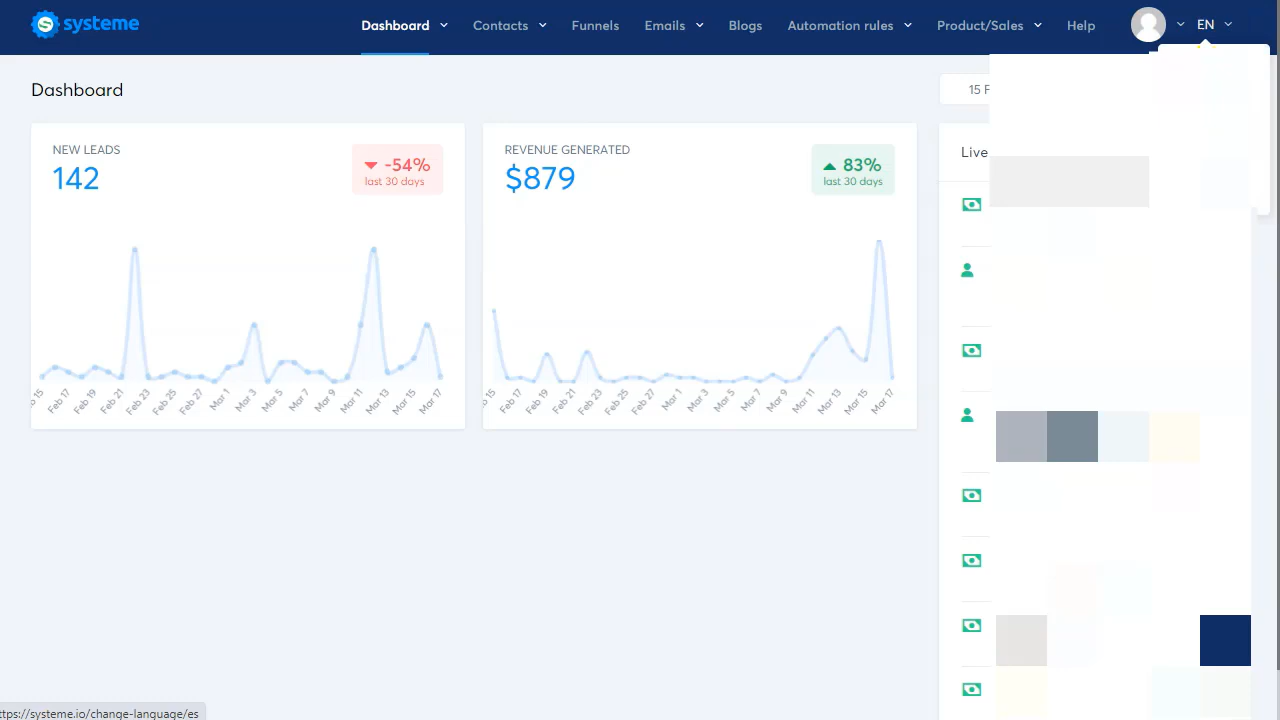 systeme
Dashboard Contacts Funnels Emails Blogs Automation rules Product/Sales Help EN
Dashboard
15 F
NEW LEADS
142
-54%
last 30 days
REVENUE GENERATED
$879
83%
last 30 days
Live
15 Feb 17 Feb 19 Feb 21 Feb 23 Feb 25 Feb 27 Mar 1 Mar 3 Mar 5 Mar 7 Mar 9 Mar 11 Mar 13 Mar 15 Mar 17
15 Feb 17 Feb 19 Feb 21 Feb 23 Feb 25 Feb 27 Mar 1 Mar 3 Mar 5 Mar 7 Mar 9 Mar 11 Mar 13 Mar 15 Mar 17
ttps://systeme.io/change-language/es